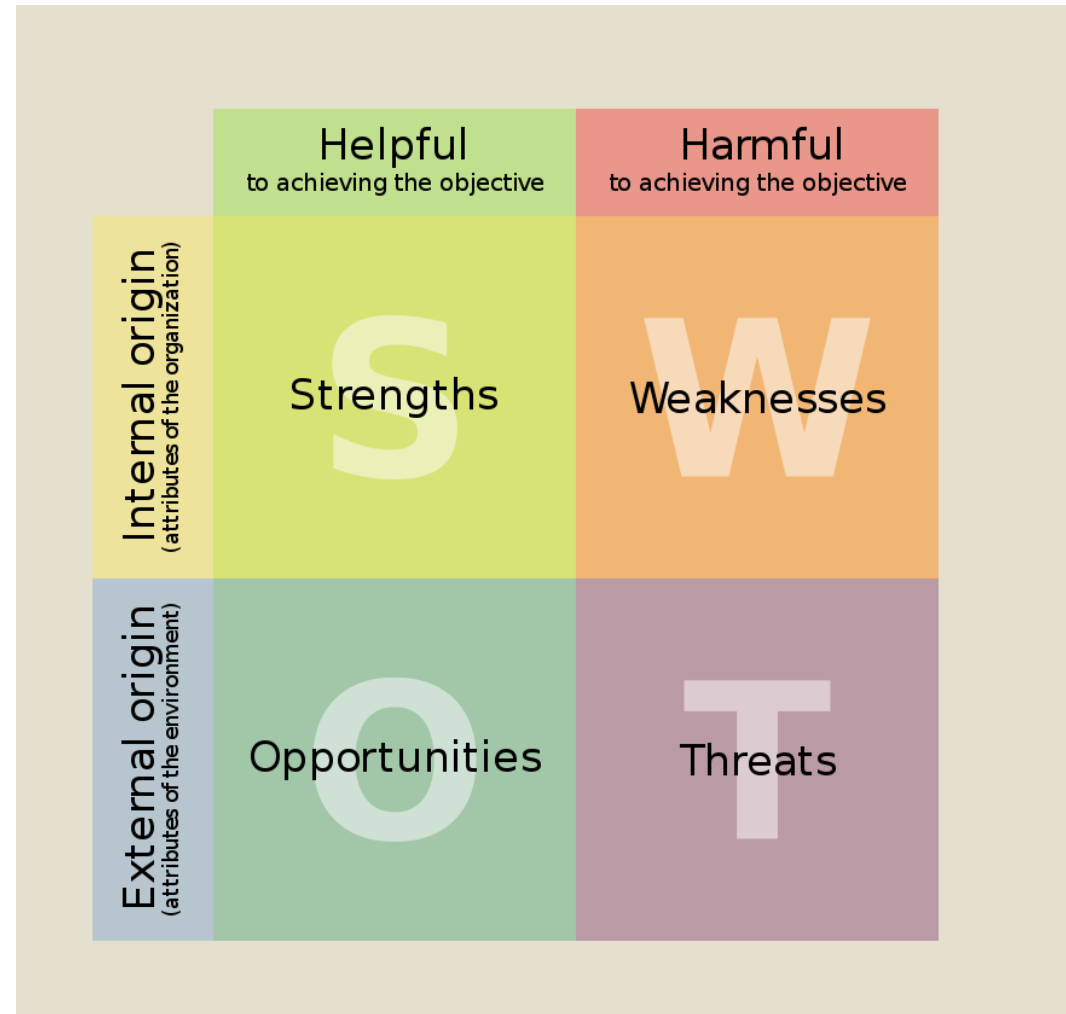 Helpful
to achieving the objective
Harmful
to achieving the objective
Internal origin
(attributes of the organization)
S
Strengths
W
Weaknesses
External origin
(attributes of the environment)
O
Opportunities
T
Threats